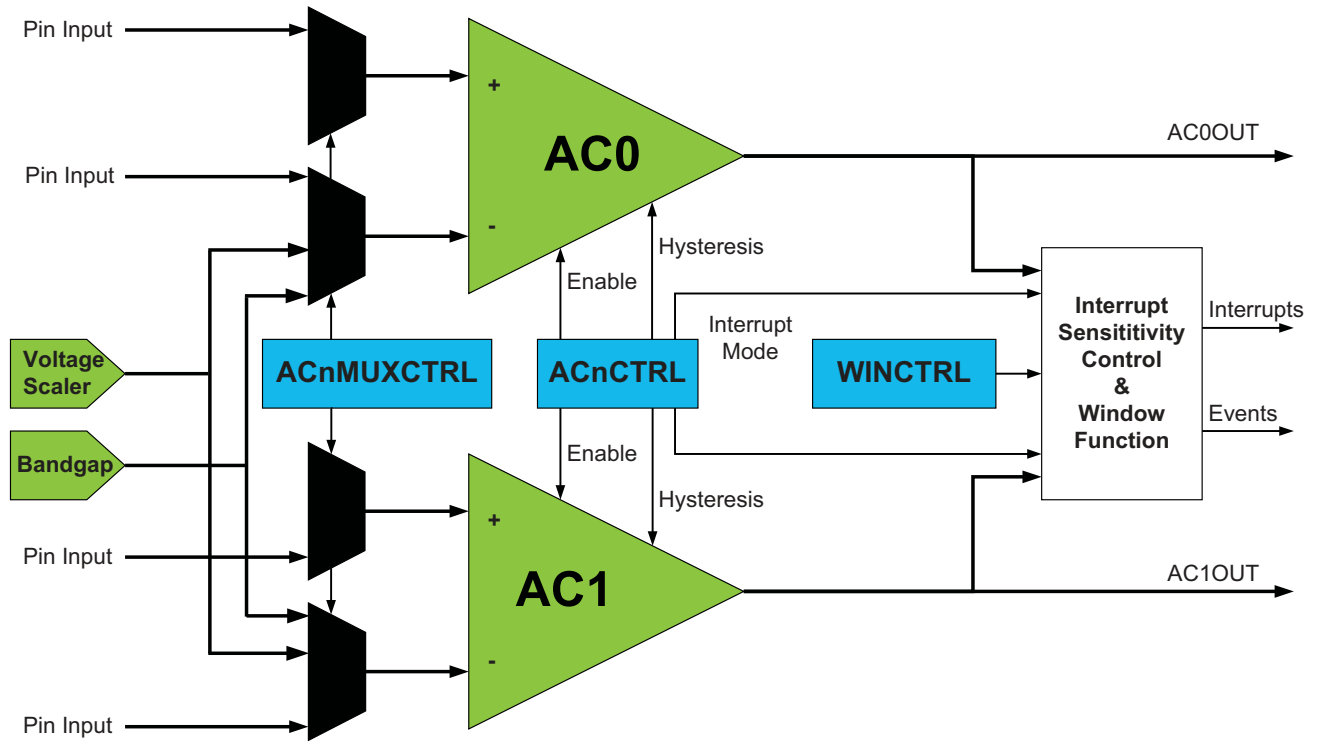 Pin Input
+
AC0
AC0OUT
Pin Input
-
Hysteresis
Enable
Voltage
Scaler
ACnMUXCTRL
ACnCTRL
Interrupt
Mode
WINCTRL
Interrupt
Sensititivity
Control
&
Window
Function
Interrupts
Events
Bandgap
Enable
Hysteresis
+
Pin Input
AC1
AC1OUT
-
Pin Input